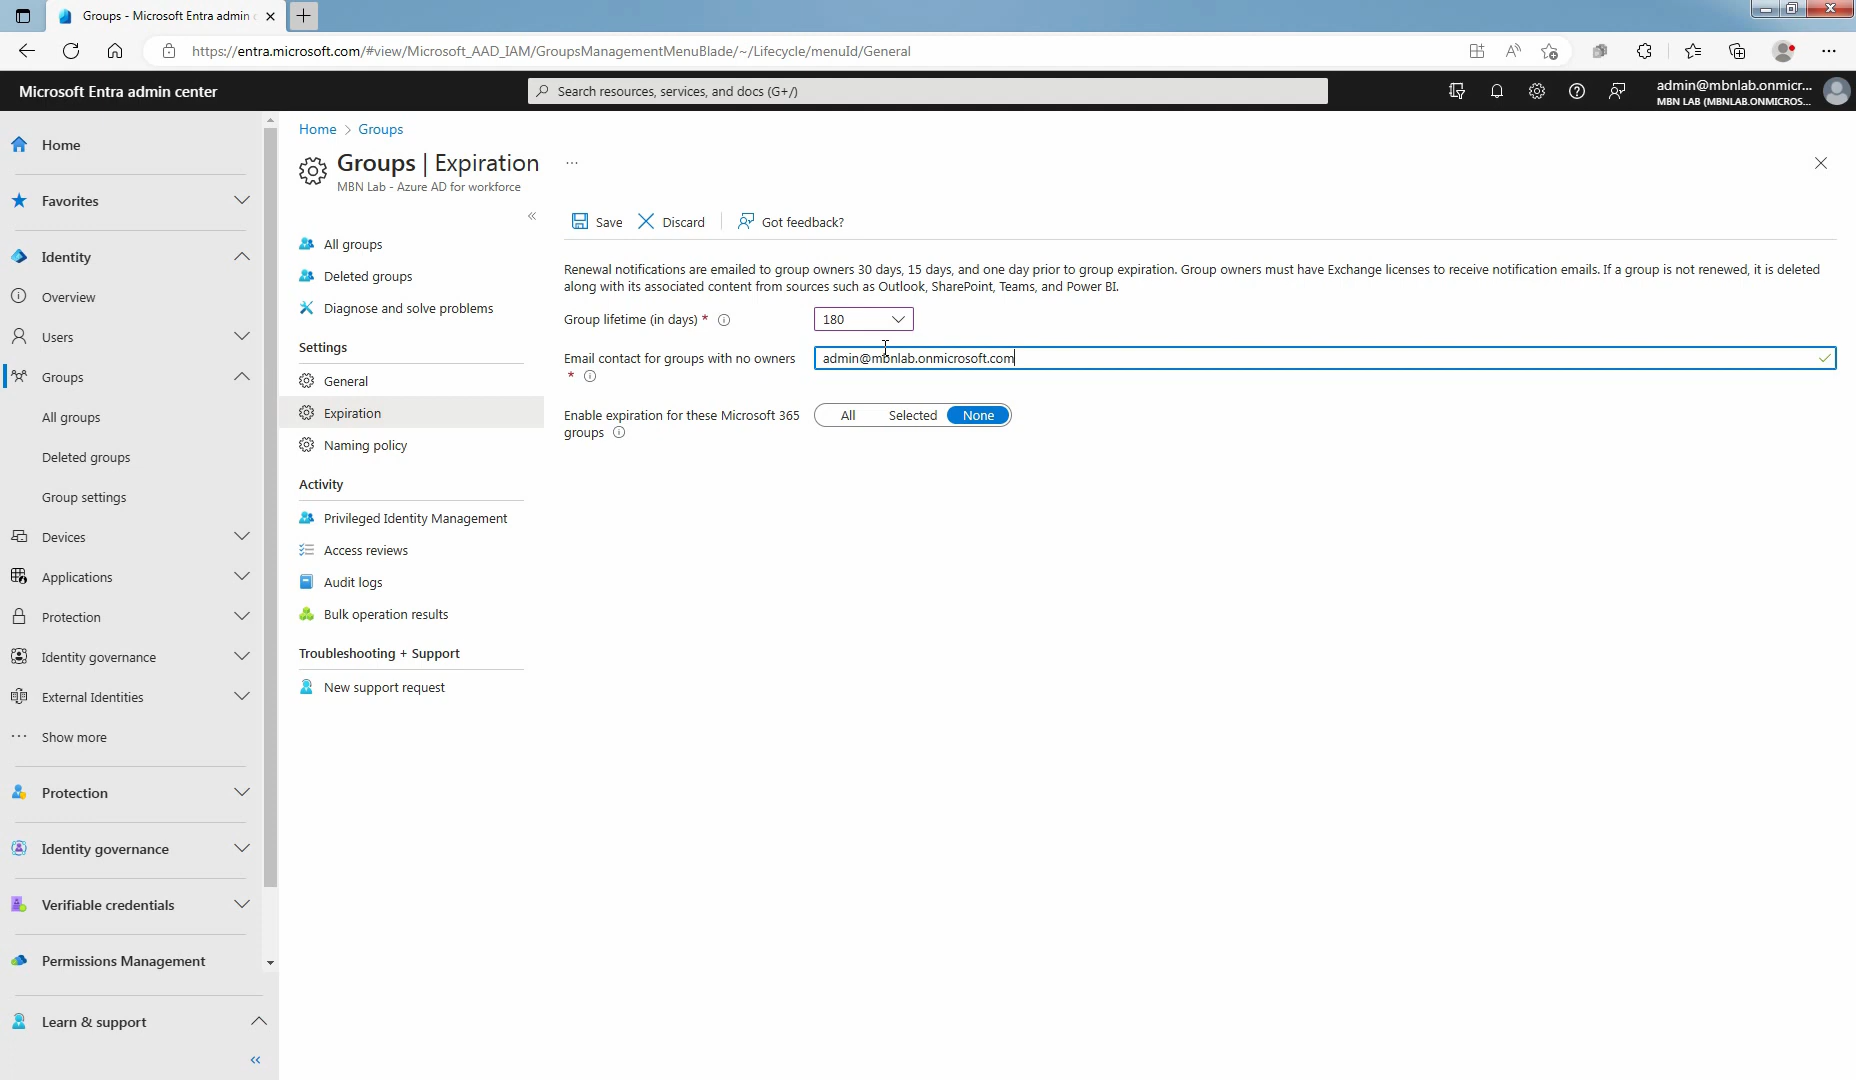 Groups - Microsoft Entra admin c
https://entra.microsoft.com/#view/Microsoft_AAD_IAM/GroupsManagementMenuBlade/~/Lifecycle/menuId/General
Microsoft Entra admin center
Search resources, services, and docs (G+/)
admin@mbnlab.onmicr...
MBN LAB (MBNLAB.ONMICROS...
Home
Favorites
Identity
Overview
Users
Groups
All groups
Deleted groups
Group settings
Devices
Applications
Protection
Identity governance
External Identities
Show more
Protection
Identity governance
Verifiable credentials
Permissions Management
Learn & support
Home > Groups
Groups | Expiration ...
MBN Lab - Azure AD for workforce
All groups
Deleted groups
Diagnose and solve problems
Settings
General
Expiration
Naming policy
Activity
Privileged Identity Management
Access reviews
Audit logs
Bulk operation results
Troubleshooting + Support
New support request
Save Discard Got feedback?
Renewal notifications are emailed to group owners 30 days, 15 days, and one day prior to group expiration. Group owners must have Exchange licenses to receive notification emails. If a group is not renewed, it is deleted
along with its associated content from sources such as Outlook, SharePoint, Teams, and Power BI.
Group lifetime (in days) * 180
Email contact for groups with no owners admin@mbnlab.onmicrosoft.com
*
Enable expiration for these Microsoft 365 All Selected None
groups